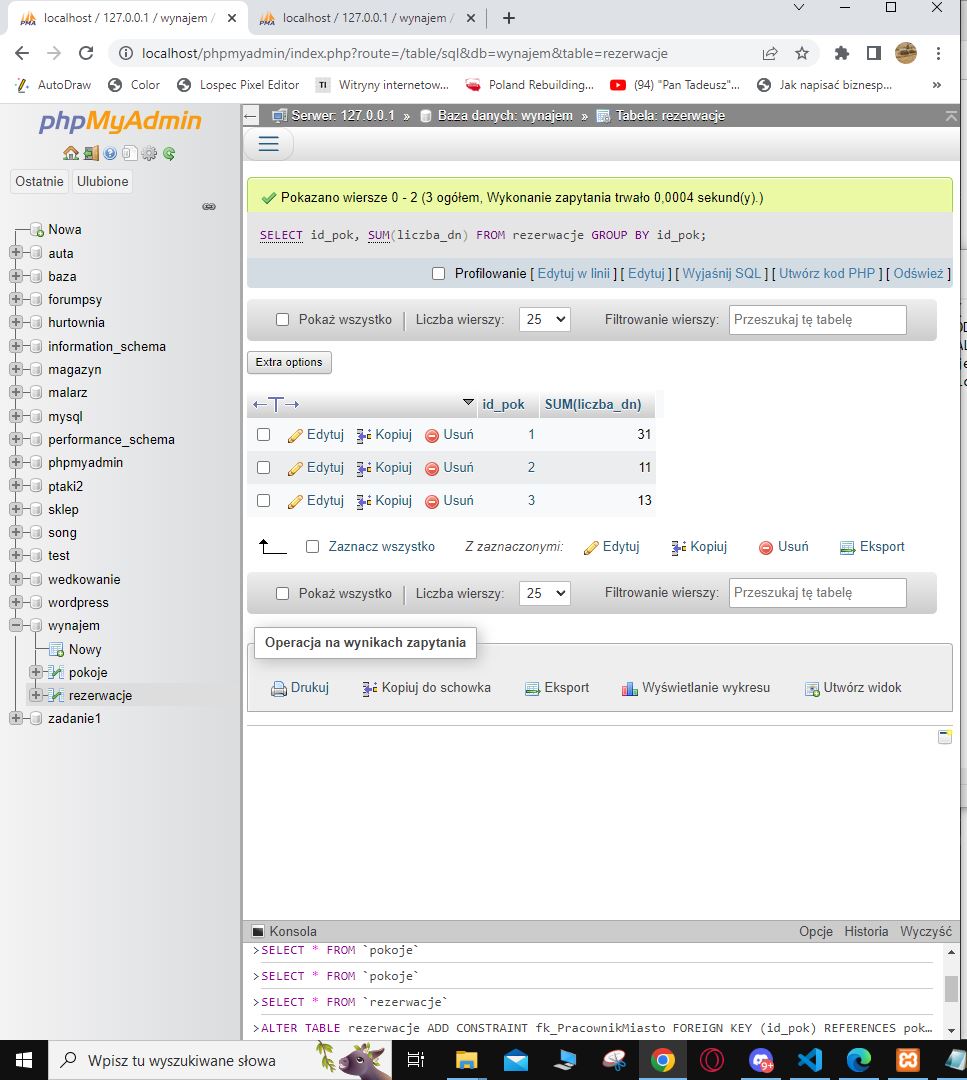 localhost / 127.0.0.1 / wynajem /
localhost / 127.0.0.1 / wynajem /
localhost/phpmyadmin/index.php?route=/table/sql&db=wynajem&table=rezerwacje
AutoDraw
Color
Lospec Pixel Editor
TI Witryny internetow...
Poland Rebuilding...
(94) "Pan Tadeusz"...
Jak napisać biznesp...
»
phpMyAdmin
Ostatnie
Ulubione
Nowa
auta
baza
forumpsy
hurtownia
information_schema
magazyn
malarz
mysql
performance_schema
phpmyadmin
ptaki2
sklep
song
test
wedkowanie
wordpress
wynajem
Nowy
pokoje
rezerwacje
zadanie1
Serwer: 127.0.0.1 » Baza danych: wynajem » Tabela: rezerwacje
Pokazano wiersze 0 - 2 (3 ogółem, Wykonanie zapytania trwało 0,0004 sekund(y).)
SELECT id_pok, SUM(liczba_dn) FROM rezerwacje GROUP BY id_pok;
Profilowanie [ Edytuj w linii ] [ Edytuj ] [ Wyjaśnij SQL ] [ Utwórz kod PHP ] [ Odśwież ]
Pokaż wszystko | Liczba wierszy: 25 Filtrowanie wierszy: Przeszukaj tę tabelę
Extra options
←T→ id_pok SUM(liczba_dn)
Edytuj Kopiuj Usuń 1 31
Edytuj Kopiuj Usuń 2 11
Edytuj Kopiuj Usuń 3 13
Zaznacz wszystko Z zaznaczonymi: Edytuj Kopiuj Usuń Eksport
Pokaż wszystko | Liczba wierszy: 25 Filtrowanie wierszy: Przeszukaj tę tabelę
Operacja na wynikach zapytania
Drukuj Kopiuj do schowka Eksport Wyświetlanie wykresu Utwórz widok
Konsola Opcje Historia Wyczyść
>SELECT * FROM `pokoje`
>SELECT * FROM `pokoje`
>SELECT * FROM `rezerwacje`
>ALTER TABLE rezerwacje ADD CONSTRAINT fk_PracownikMiasto FOREIGN KEY (id_pok) REFERENCES pok…
Wpisz tu wyszukiwane słowa
9+